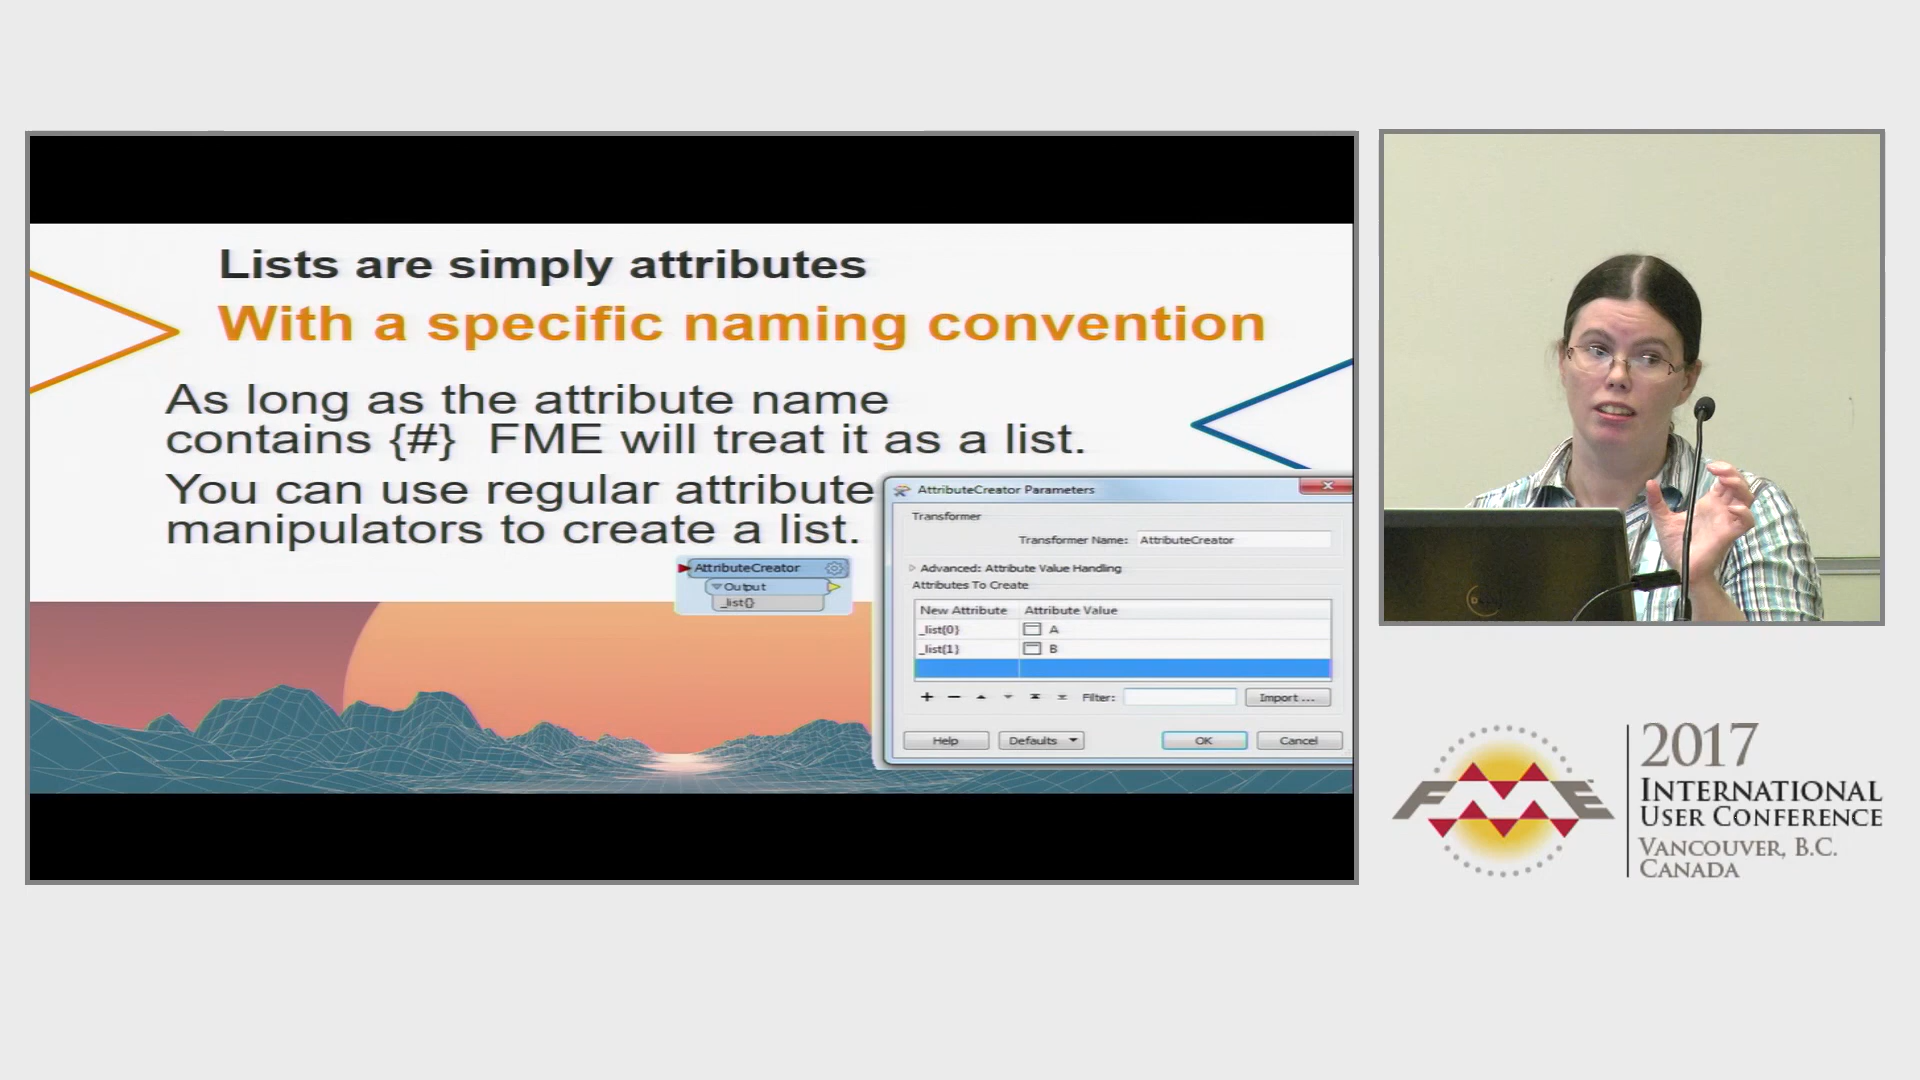 Lists are simply attributes
With a specific naming convention
As long as the attribute name
contains {#}  FME will treat it as a list.
You can use regular attribute
manipulators to create a list.
AttributeCreator
Output
_list{}
AttributeCreator Parameters
Transformer
Transformer Name: AttributeCreator
Advanced: Attribute Value Handling
Attributes To Create
New Attribute Attribute Value
_list{0} A
_list{1} B
Filter: Import ...
Help Defaults OK Cancel
FME
2017
INTERNATIONAL
USER CONFERENCE
VANCOUVER, B.C.
CANADA